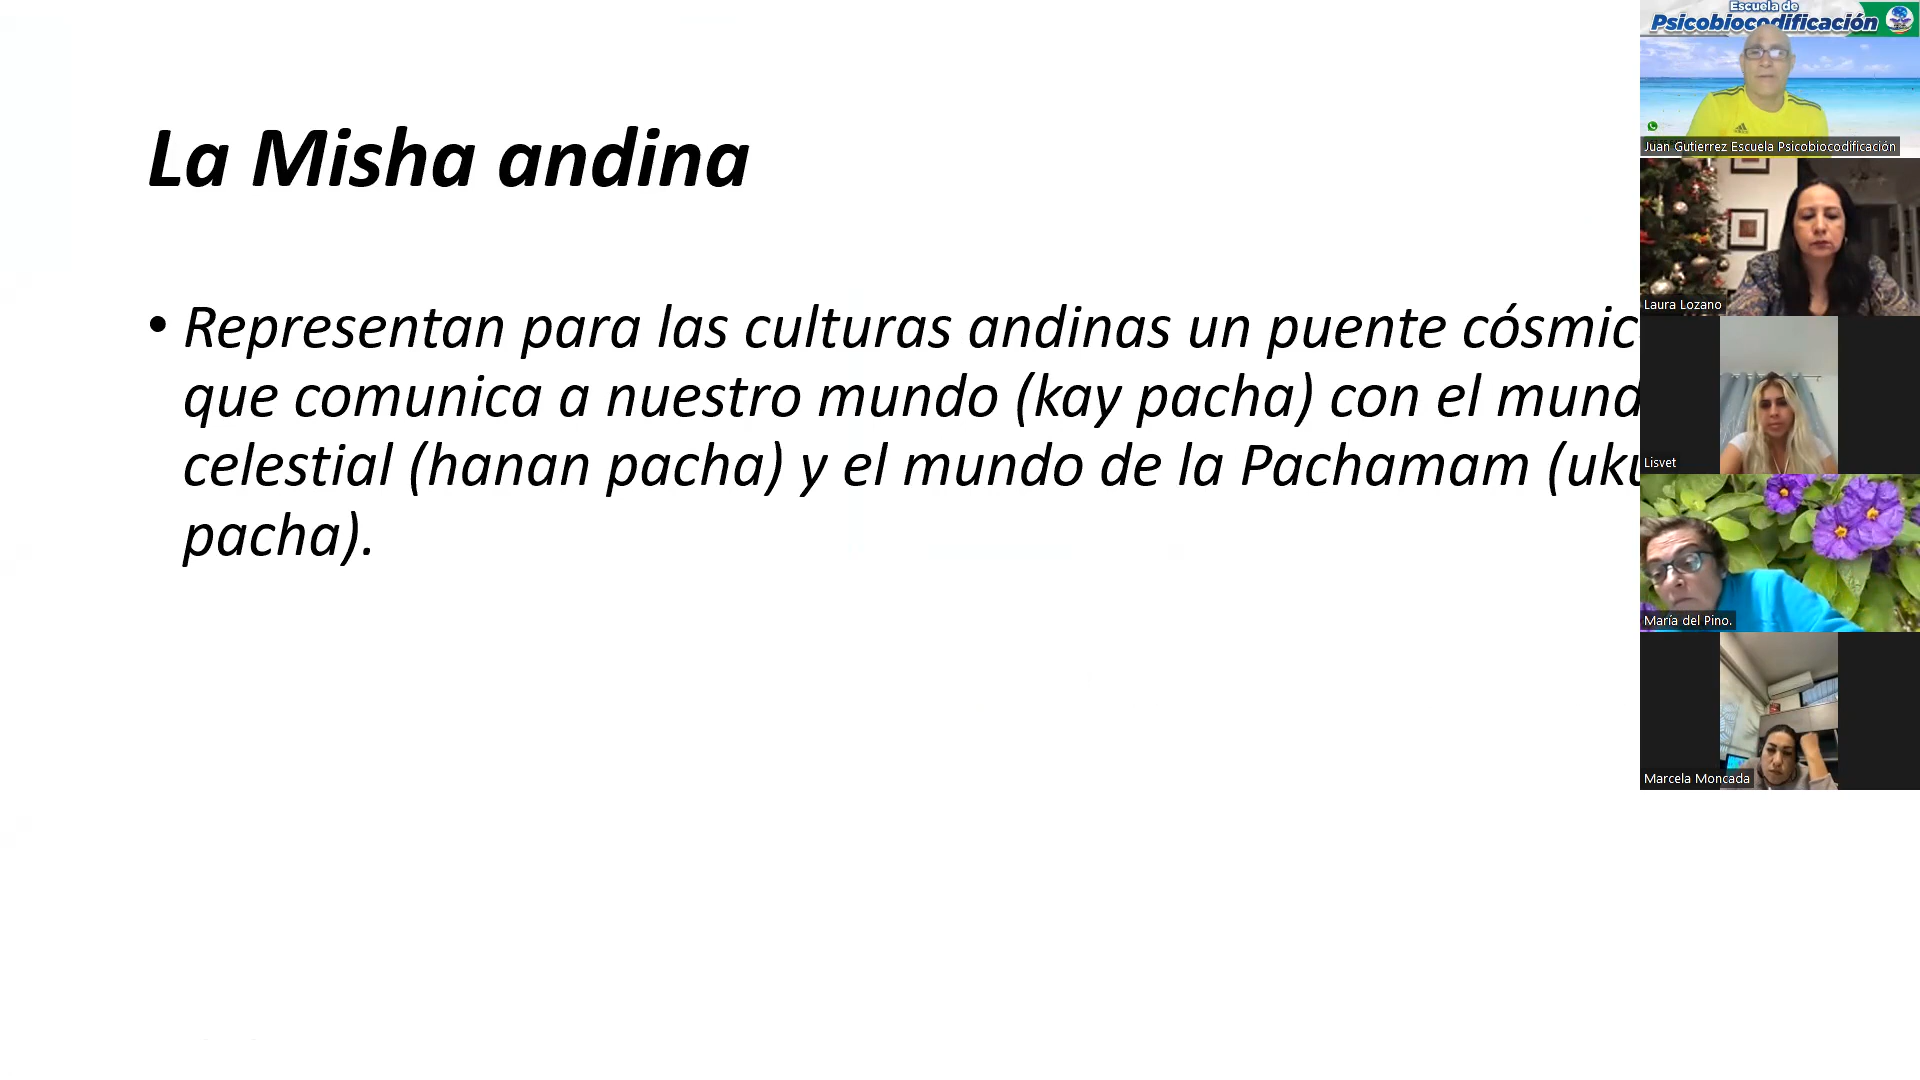 La Misha andina
• Representan para las culturas andinas un puente cósmic
que comunica a nuestro mundo (kay pacha) con el mund
celestial (hanan pacha) y el mundo de la Pachamam (uku
pacha).
Escuela de
Psicobiocodificación
Juan Gutierrez Escuela Psicobiocodificación
Laura Lozano
Lisvet
María del Pino.
Marcela Moncada